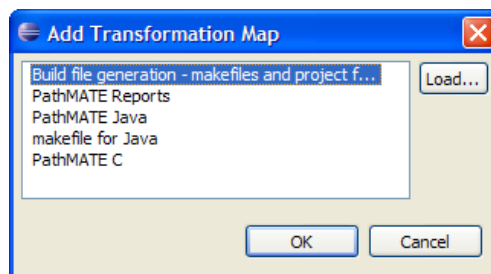 Add Transformation Map
Build file generation - makefiles and project f...
Load...
PathMATE Reports
PathMATE Java
makefile for Java
PathMATE C
OK
Cancel